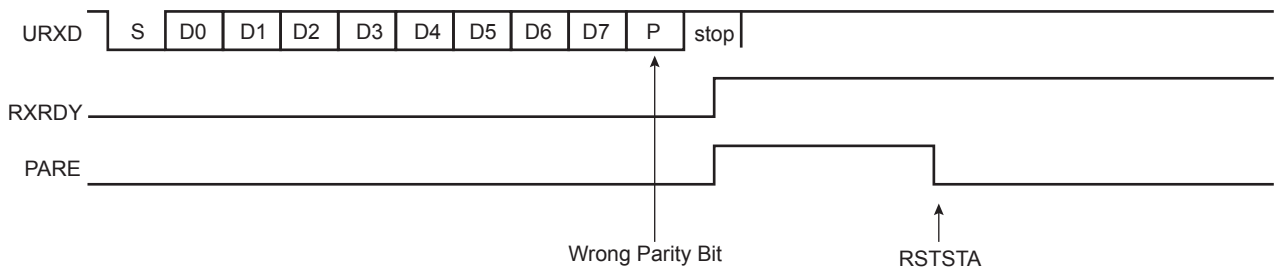 URXD S D0 D1 D2 D3 D4 D5 D6 D7 P stop
RXRDY
PARE
Wrong Parity Bit RSTSTA